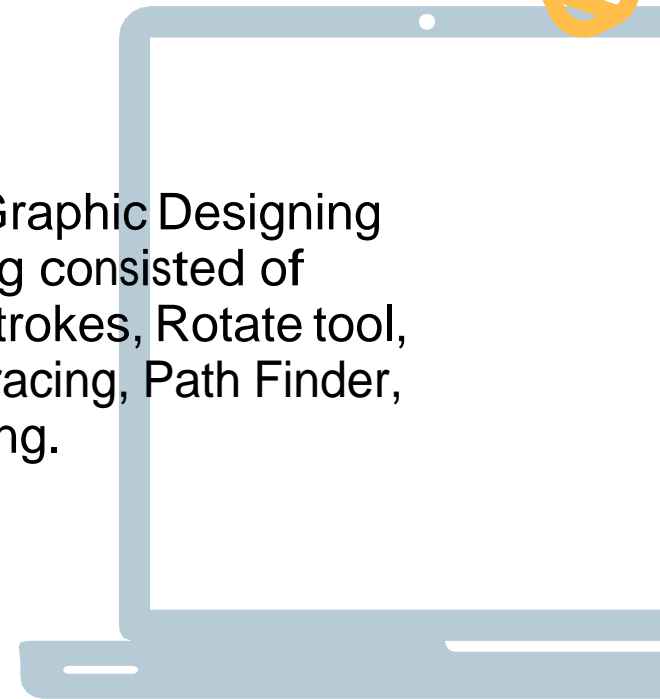 Graphic Designing
g consisted of
trokes, Rotate tool,
racing, Path Finder,
ng.